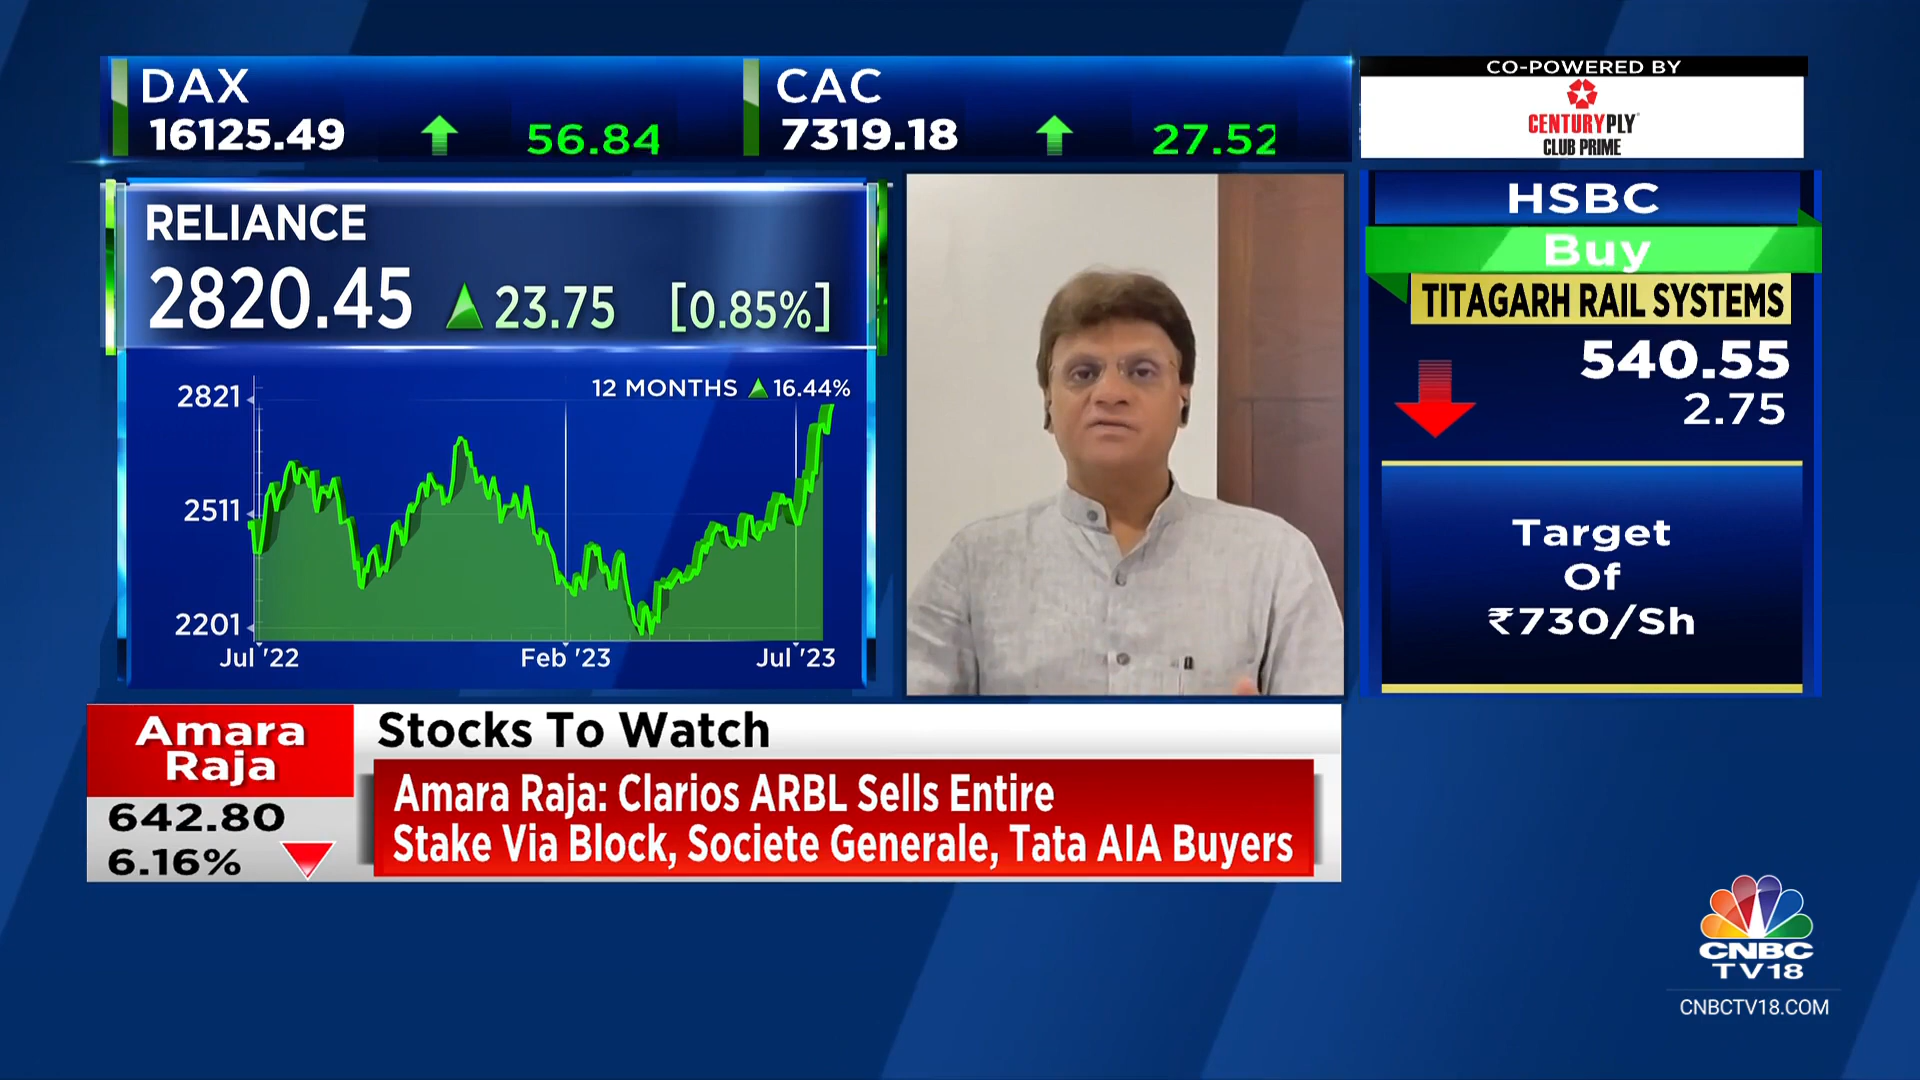 DAX
16125.49 56.84
CAC
7319.18 27.52
CO-POWERED BY
CENTURYPLY
CLUB PRIME
RELIANCE
2820.45 23.75 [0.85%]
12 MONTHS 16.44%
2821
2511
2201
Jul '22 Feb '23 Jul '23
HSBC
Buy
TITAGARH RAIL SYSTEMS
540.55
2.75
Target
Of
₹730/Sh
Amara
Raja
642.80
6.16%
Stocks To Watch
Amara Raja: Clarios ARBL Sells Entire
Stake Via Block, Societe Generale, Tata AIA Buyers
CNBC
TV18
CNBCTV18.COM